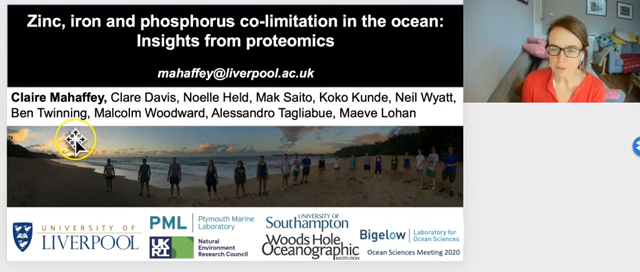 Zinc, iron and phosphorus co-limitation in the ocean:
Insights from proteomics
mahaffey@liverpool.ac.uk
Claire Mahaffey, Clare Davis, Noelle Held, Mak Saito, Koko Kunde, Neil Wyatt,
Ben Twinning, Malcolm Woodward, Alessandro Tagliabue, Maeve Lohan
UNIVERSITY OF
LIVERPOOL
PML Plymouth Marine
Laboratory
UKRI Natural
Environment
Research Council
UNIVERSITY OF
Southampton
Woods Hole
Oceanographic
INSTITUTION
Bigelow Laboratory for
Ocean Sciences
Ocean Sciences Meeting 2020